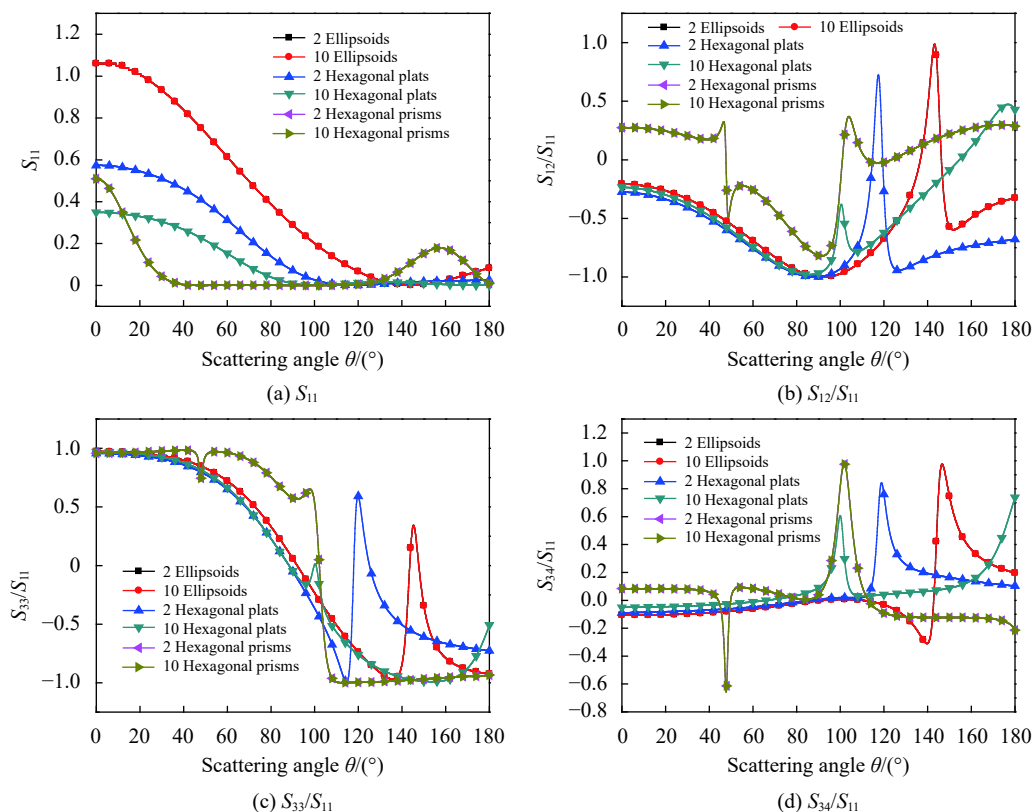 S11
1.2
1.0
0.8
0.6
0.4
0.2
0
2 Ellipsoids
10 Ellipsoids
2 Hexagonal plats
10 Hexagonal plats
2 Hexagonal prisms
10 Hexagonal prisms
0 20 40 60 80 100 120 140 160 180
Scattering angle θ/(°)
(a) S11
S12/S11
1.0
0.5
0
−0.5
−1.0
2 Ellipsoids 10 Ellipsoids
2 Hexagonal plats
10 Hexagonal plats
2 Hexagonal prisms
10 Hexagonal prisms
0 20 40 60 80 100 120 140 160 180
Scattering angle θ/(°)
(b) S12/S11
S33/S11
1.0
0.5
0
−0.5
−1.0
2 Ellipsoids
10 Ellipsoids
2 Hexagonal plats
10 Hexagonal plats
2 Hexagonal prisms
10 Hexagonal prisms
0 20 40 60 80 100 120 140 160 180
Scattering angle θ/(°)
(c) S33/S11
S34/S11
1.2
1.0
0.8
0.6
0.4
0.2
0.0
−0.2
−0.4
−0.6
−0.8
2 Ellipsoids
10 Ellipsoids
2 Hexagonal plats
10 Hexagonal plats
2 Hexagonal prisms
10 Hexagonal prisms
0 20 40 60 80 100 120 140 160 180
Scattering angle θ/(°)
(d) S34/S11